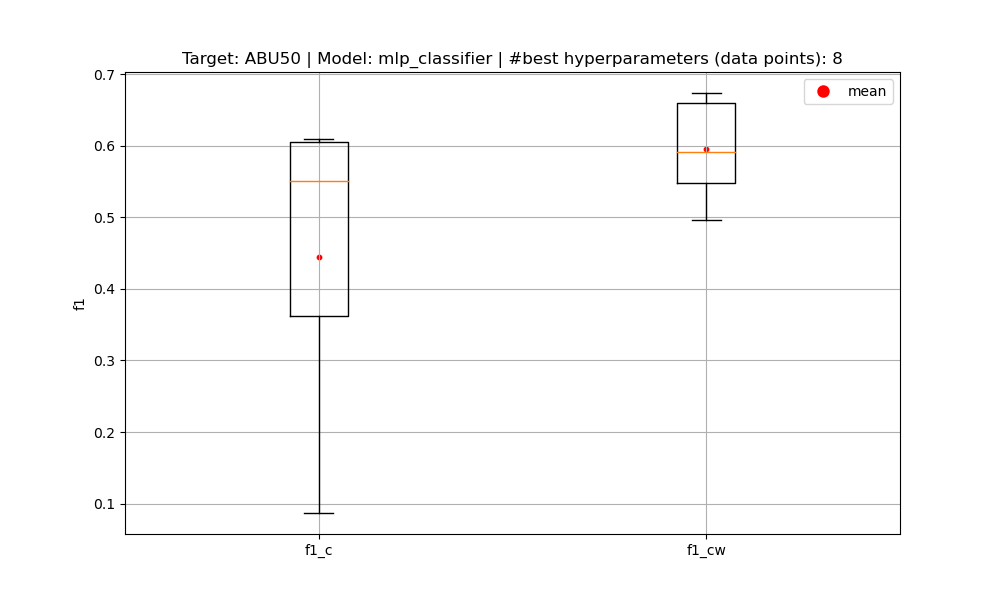 Target: ABU50 | Model: mlp_classifier | #best hyperparameters (data points): 8
mean
0.7
0.6
0.5
0.4
0.3
0.2
0.1
f1
f1_c
f1_cw